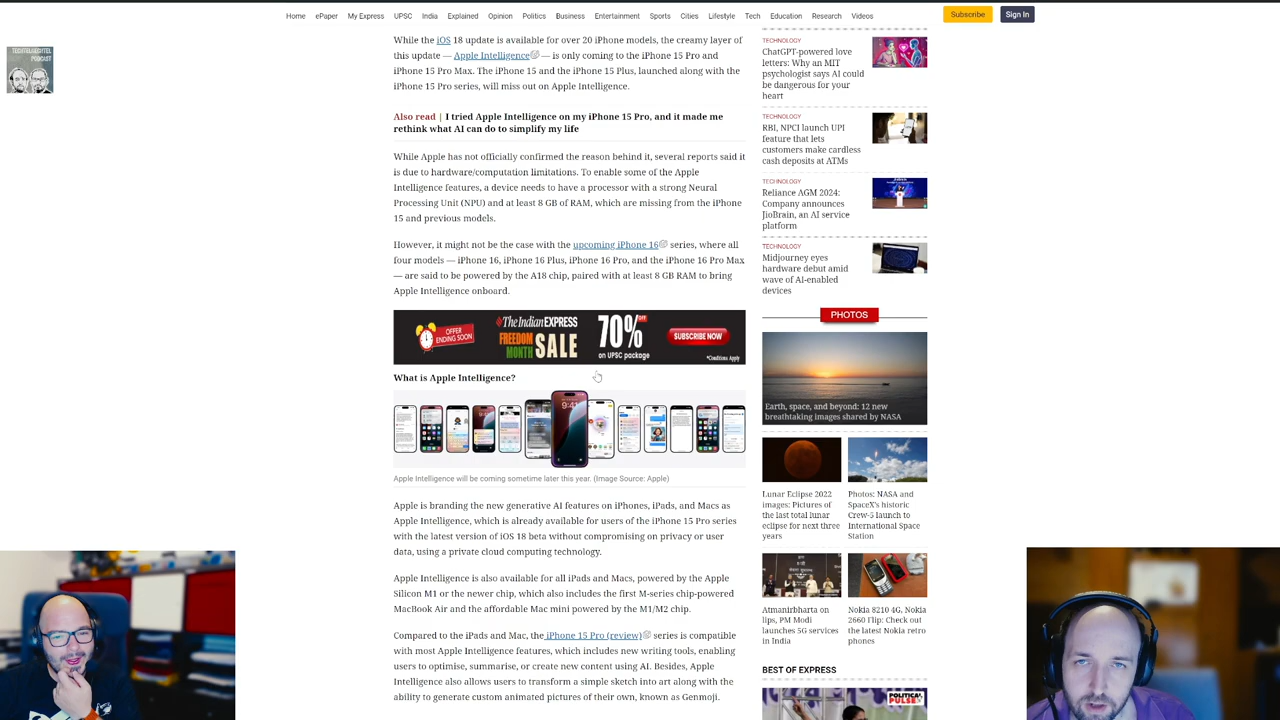 Home ePaper My Express UPSC India Explained Opinion Politics Business Entertainment Sports Cities Lifestyle Tech Education Research Videos Subscribe Sign In
TECHTELMECHTEL
PODCAST
While the iOS 18 update is available for over 20 iPhone models, the creamy layer of
this update — Apple Intelligence — is only coming to the iPhone 15 Pro and
iPhone 15 Pro Max. The iPhone 15 and the iPhone 15 Plus, launched along with the
iPhone 15 Pro series, will miss out on Apple Intelligence.
Also read | I tried Apple Intelligence on my iPhone 15 Pro, and it made me
rethink what AI can do to simplify my life
While Apple has not officially confirmed the reason behind it, several reports said it
is due to hardware/computation limitations. To enable some of the Apple
Intelligence features, a device needs to have a processor with a strong Neural
Processing Unit (NPU) and at least 8 GB of RAM, which are missing from the iPhone
15 and previous models.
However, it might not be the case with the upcoming iPhone 16 series, where all
four models — iPhone 16, iPhone 16 Plus, iPhone 16 Pro, and the iPhone 16 Pro Max
— are said to be powered by the A18 chip, paired with at least 8 GB RAM to bring
Apple Intelligence onboard.
OFFER
ENDING SOON
The Indian EXPRESS
FREEDOM
MONTH SALE
70% OFF
on UPSC package
SUBSCRIBE NOW
*Conditions Apply
What is Apple Intelligence?
9:41
Apple Intelligence will be coming sometime later this year. (Image Source: Apple)
Apple is branding the new generative AI features on iPhones, iPads, and Macs as
Apple Intelligence, which is already available for users of the iPhone 15 Pro series
with the latest version of iOS 18 beta without compromising on privacy or user
data, using a private cloud computing technology.
Apple Intelligence is also available for all iPads and Macs, powered by the Apple
Silicon M1 or the newer chip, which also includes the first M-series chip-powered
MacBook Air and the affordable Mac mini powered by the M1/M2 chip.
Compared to the iPads and Mac, the iPhone 15 Pro (review) series is compatible
with most Apple Intelligence features, which includes new writing tools, enabling
users to optimise, summarise, or create new content using AI. Besides, Apple
Intelligence also allows users to transform a simple sketch into art along with the
ability to generate custom animated pictures of their own, known as Genmoji.
TECHNOLOGY
ChatGPT-powered love
letters: Why an MIT
psychologist says AI could
be dangerous for your
heart
TECHNOLOGY
RBI, NPCI launch UPI
feature that lets
customers make cardless
cash deposits at ATMs
TECHNOLOGY
Reliance AGM 2024:
Company announces
JioBrain, an AI service
platform
TECHNOLOGY
Midjourney eyes
hardware debut amid
wave of AI-enabled
devices
PHOTOS
Earth, space, and beyond: 12 new
breathtaking images shared by NASA
Lunar Eclipse 2022
images: Pictures of
the last total lunar
eclipse for next three
years
Photos: NASA and
SpaceX's historic
Crew-5 launch to
International Space
Station
Atmanirbharta on
lips, PM Modi
launches 5G services
in India
Nokia 8210 4G, Nokia
2660 Flip: Check out
the latest Nokia retro
phones
BEST OF EXPRESS
POLITICAL
PULSE